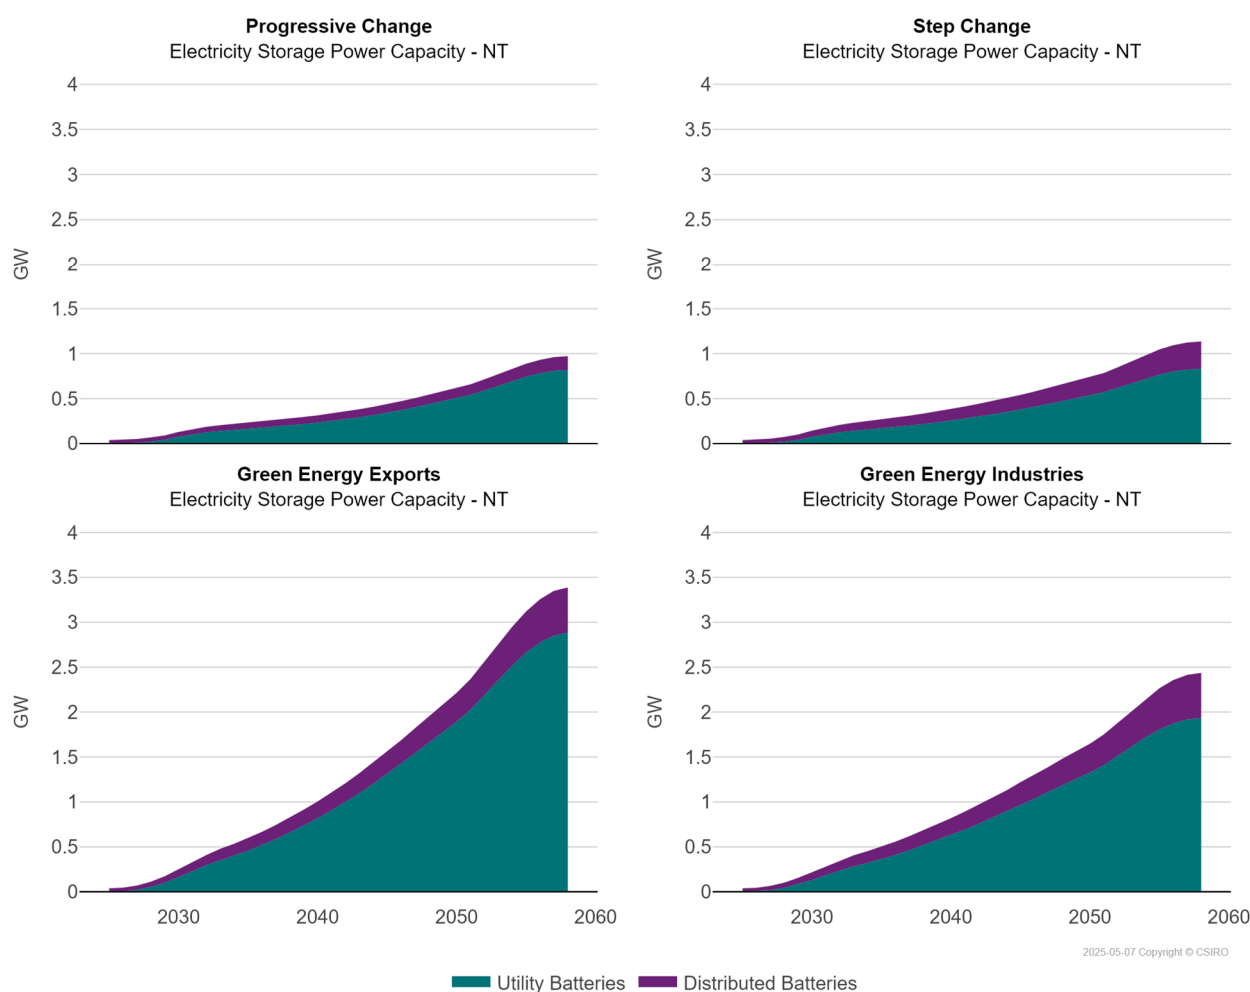 Progressive Change
Electricity Storage Power Capacity - NT
4
3.5
3
2.5
2
1.5
1
0.5
0
GW
Step Change
Electricity Storage Power Capacity - NT
4
3.5
3
2.5
2
1.5
1
0.5
0
GW
Green Energy Exports
Electricity Storage Power Capacity - NT
4
3.5
3
2.5
2
1.5
1
0.5
0
GW
2030 2040 2050 2060
Green Energy Industries
Electricity Storage Power Capacity - NT
4
3.5
3
2.5
2
1.5
1
0.5
0
GW
2030 2040 2050 2060
2025-05-07 Copyright © CSIRO
Utility Batteries Distributed Batteries